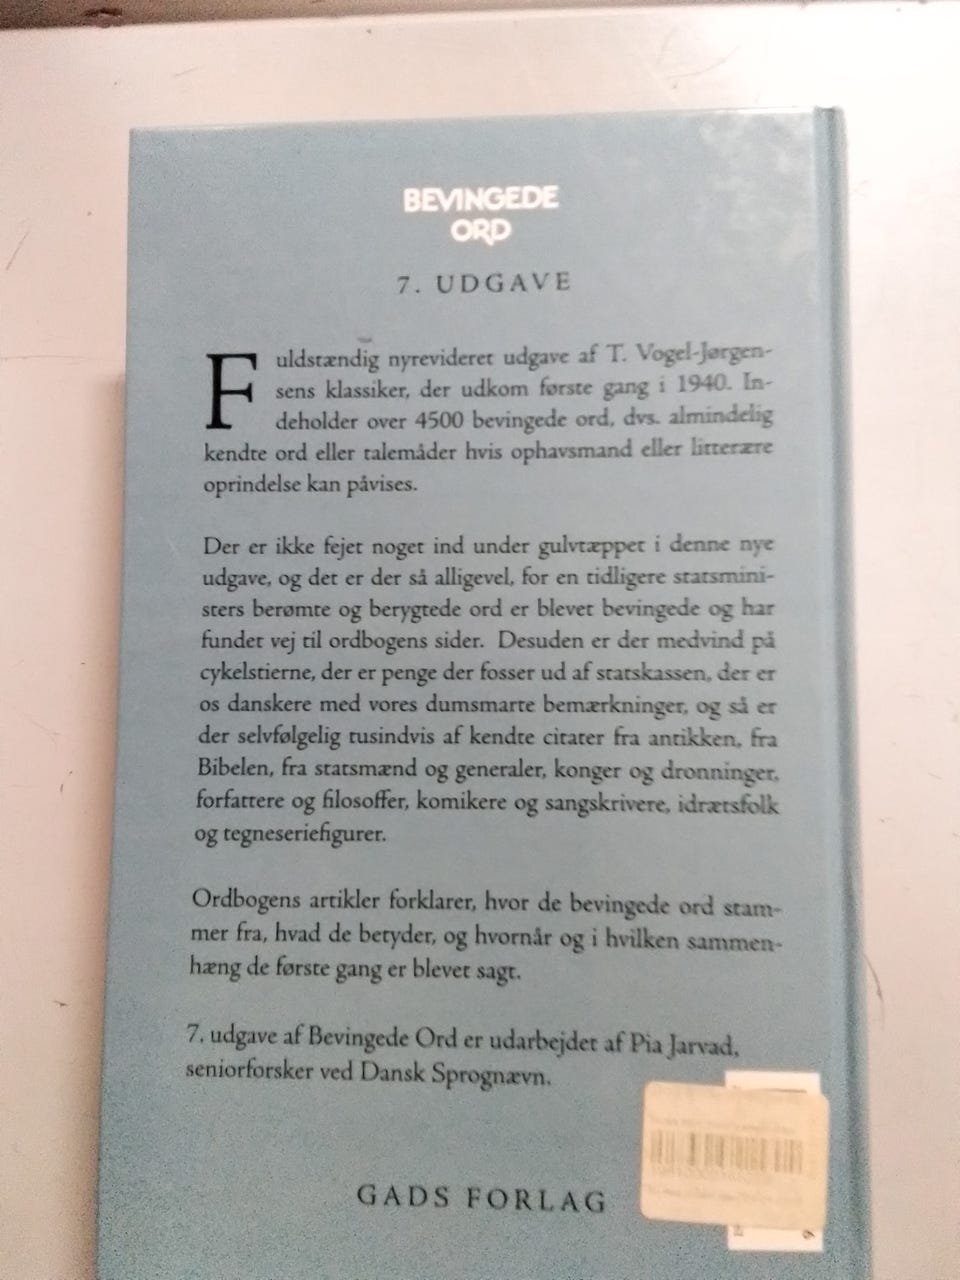 BEVINGEDE
ORD
7. UDGAVE
Fuldstændig nyrevideret udgave af T. Vogel-Jørgen-
sens klassiker, der udkom første gang i 1940. In-
deholder over 4500 bevingede ord, dvs. almindelig
kendte ord eller talemåder hvis ophavsmand eller litterære
oprindelse kan påvises.
Der er ikke fejet noget ind under gulvtæppet i denne nye
udgave, og det er der så alligevel, for en tidligere statsmini-
sters berømte og berygtede ord er blevet bevingede og har
fundet vej til ordbogens sider. Desuden er der medvind på
cykelstierne, der er penge der fosser ud af statskassen, der er
os danskere med vores dumsmarte bemærkninger, og så er
der selvfølgelig tusindvis af kendte citater fra antikken, fra
Bibelen, fra statsmænd og generaler, konger og dronninger,
forfattere og filosoffer, komikere og sangskrivere, idrætsfolk
og tegneseriefigurer.
Ordbogens artikler forklarer, hvor de bevingede ord stam-
mer fra, hvad de betyder, og hvornår og i hvilken sammen-
hæng de første gang er blevet sagt.
7. udgave af Bevingede Ord er udarbejdet af Pia Jarvad,
seniorforsker ved Dansk Sprognævn.
GADS FORLAG